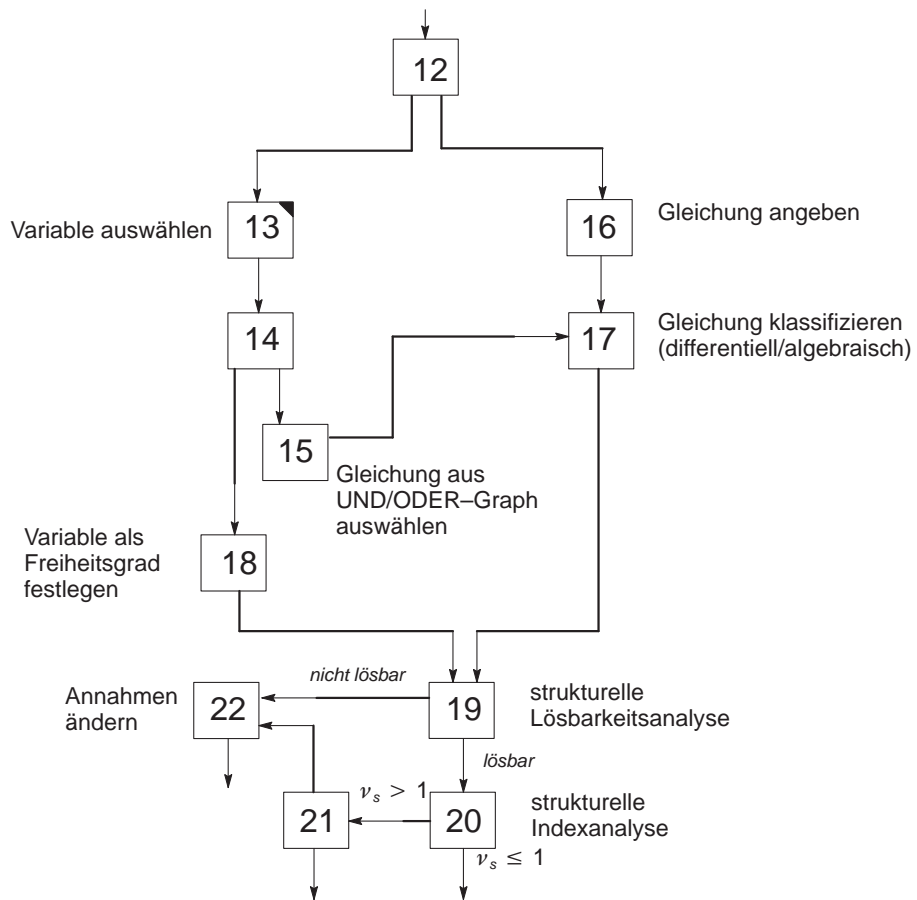 12
Variable auswählen
13
16
Gleichung angeben
14
17
Gleichung klassifizieren
(differentiell/algebraisch)
15
Gleichung aus
UND/ODER–Graph
auswählen
Variable als
Freiheitsgrad
festlegen
18
Annahmen
ändern
22
nicht lösbar
19
strukturelle
Lösbarkeitsanalyse
lösbar
21
ν_s > 1
20
strukturelle
Indexanalyse
ν_s ≤ 1